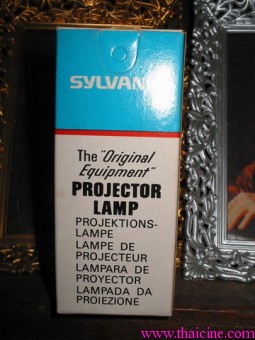 SYLVAN
The "Original
Equipment"
PROJECTOR
LAMP
PROJEKTIONS-
LAMPE
LAMPE DE
PROJECTEUR
LAMPARA DE
PROYECTOR
LAMPADA DA
PROIEZIONE
www.thaicine.com